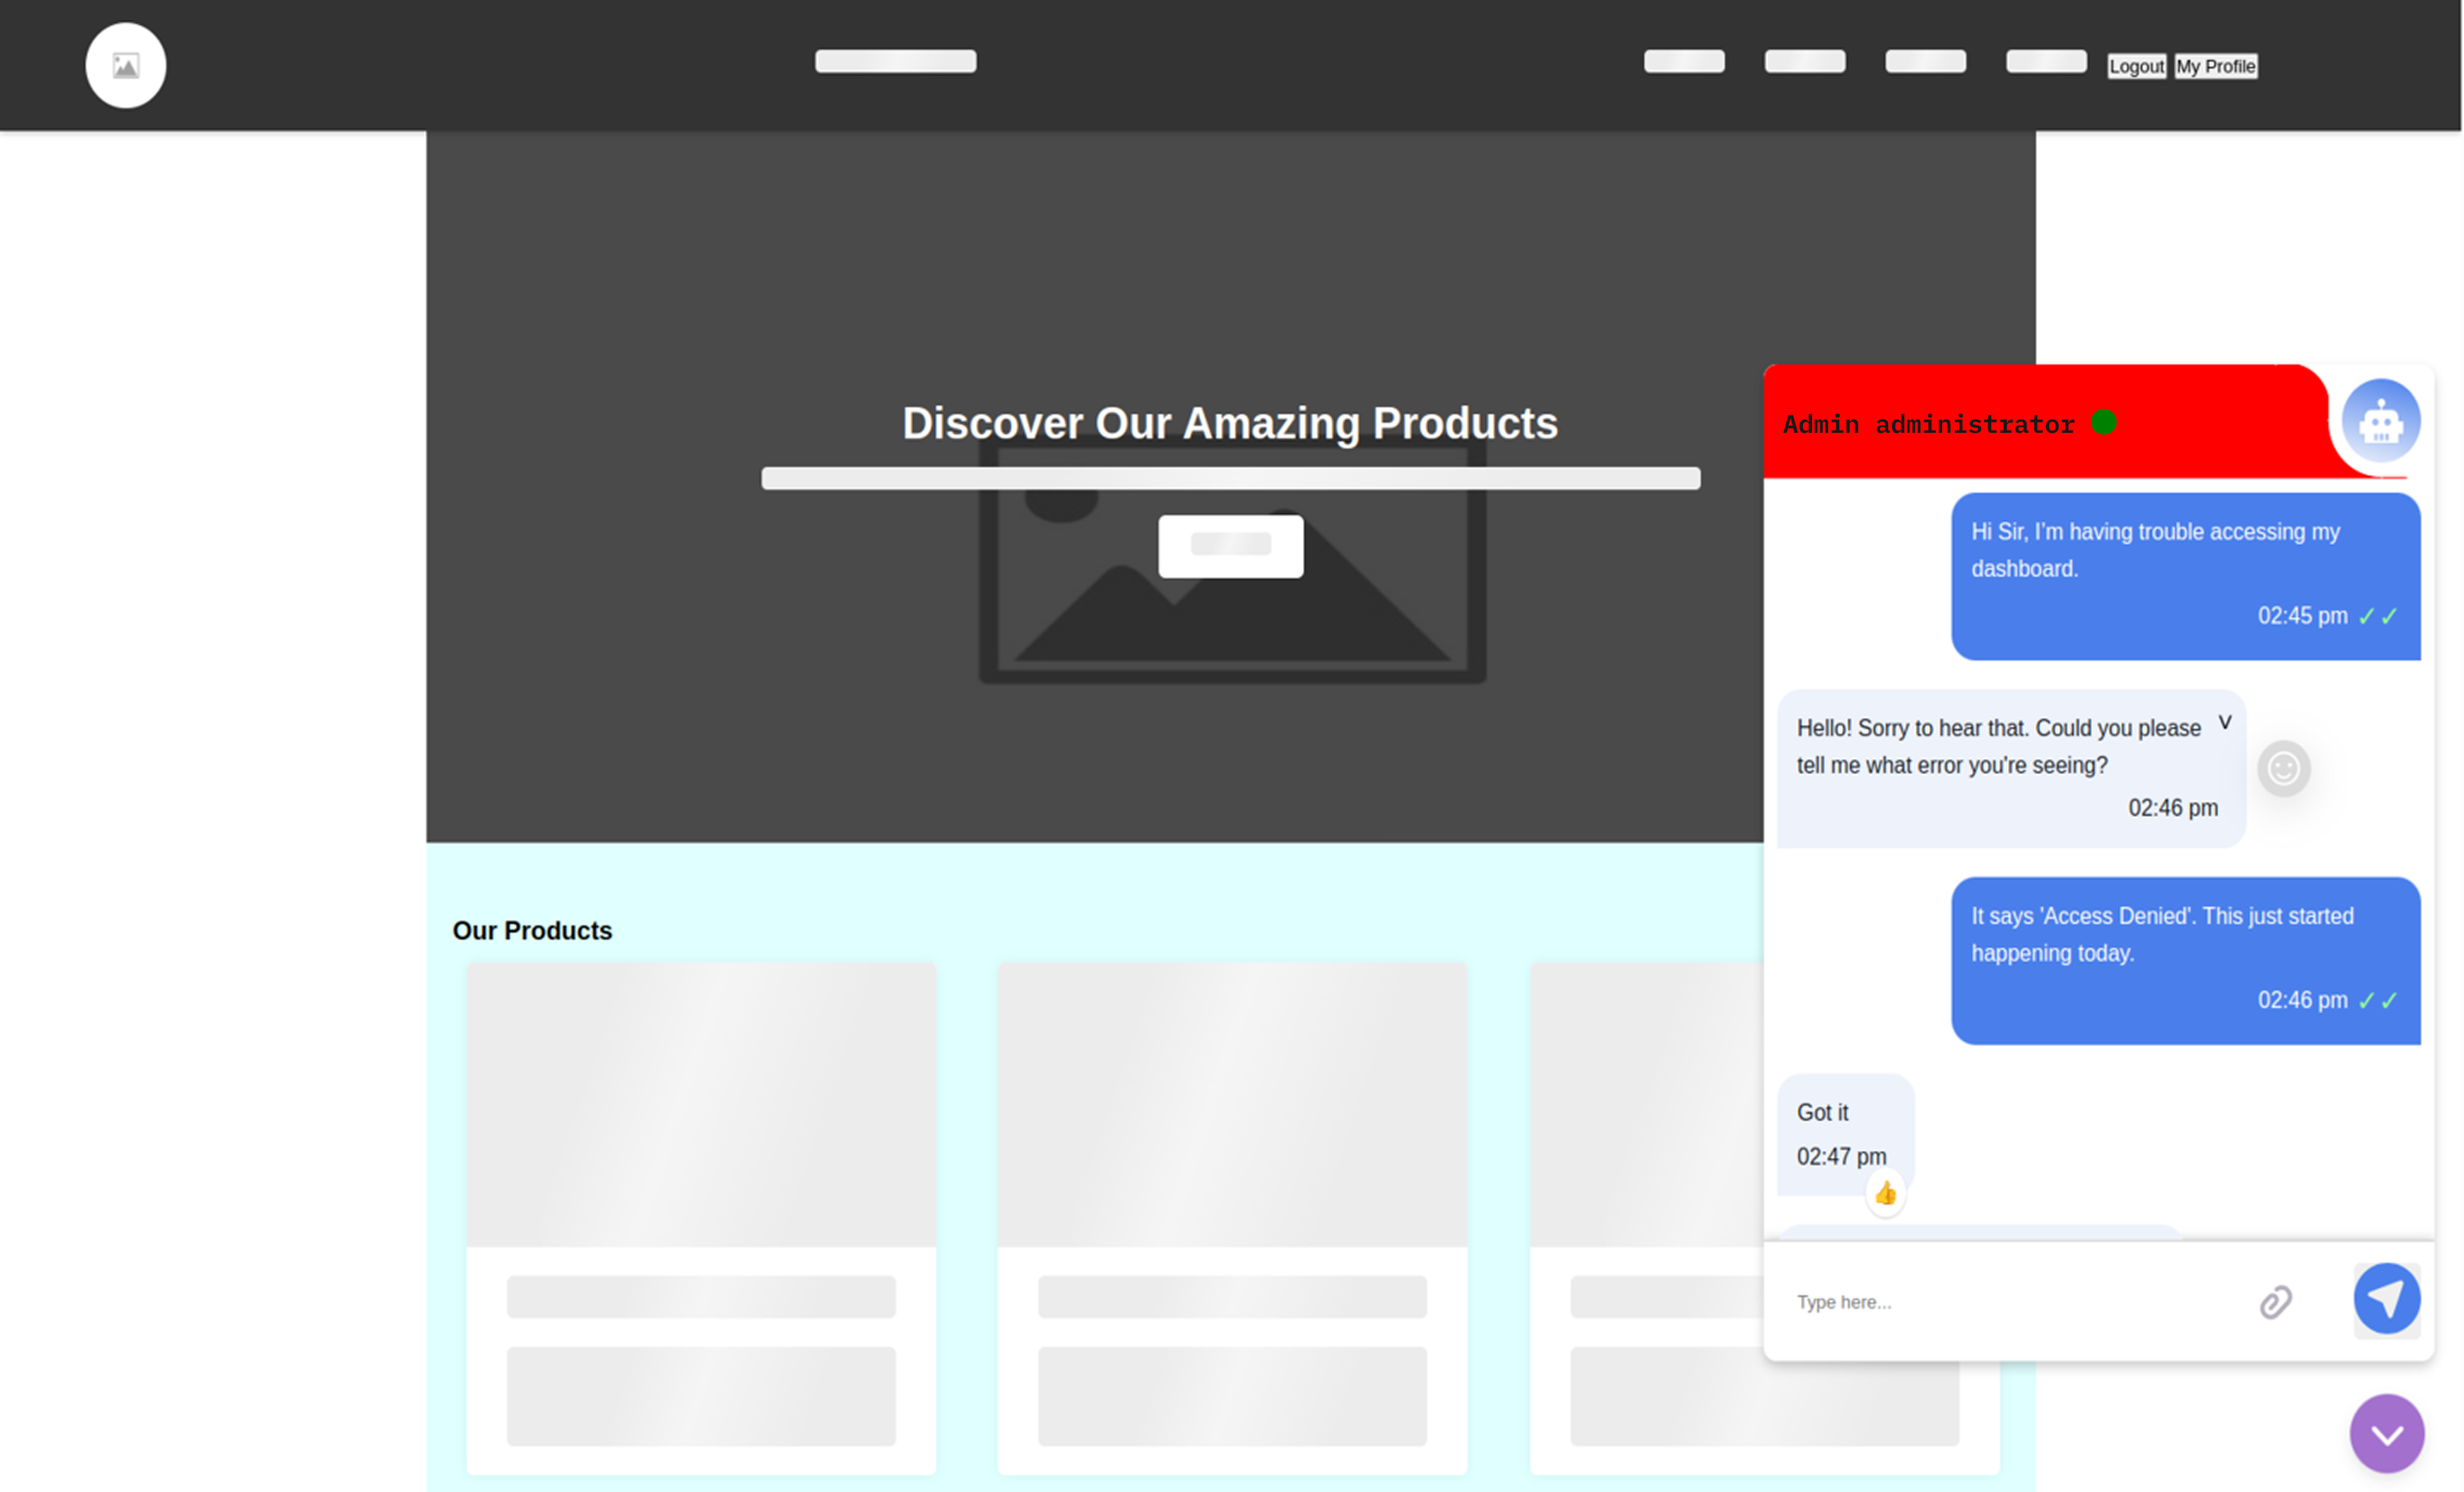 Logout My Profile
Discover Our Amazing Products
Our Products
Admin administrator
Hi Sir, I'm having trouble accessing my
dashboard.
02:45 pm ✓✓
Hello! Sorry to hear that. Could you please
tell me what error you're seeing?
02:46 pm
It says 'Access Denied'. This just started
happening today.
02:46 pm ✓✓
Got it
02:47 pm
👍
Type here...